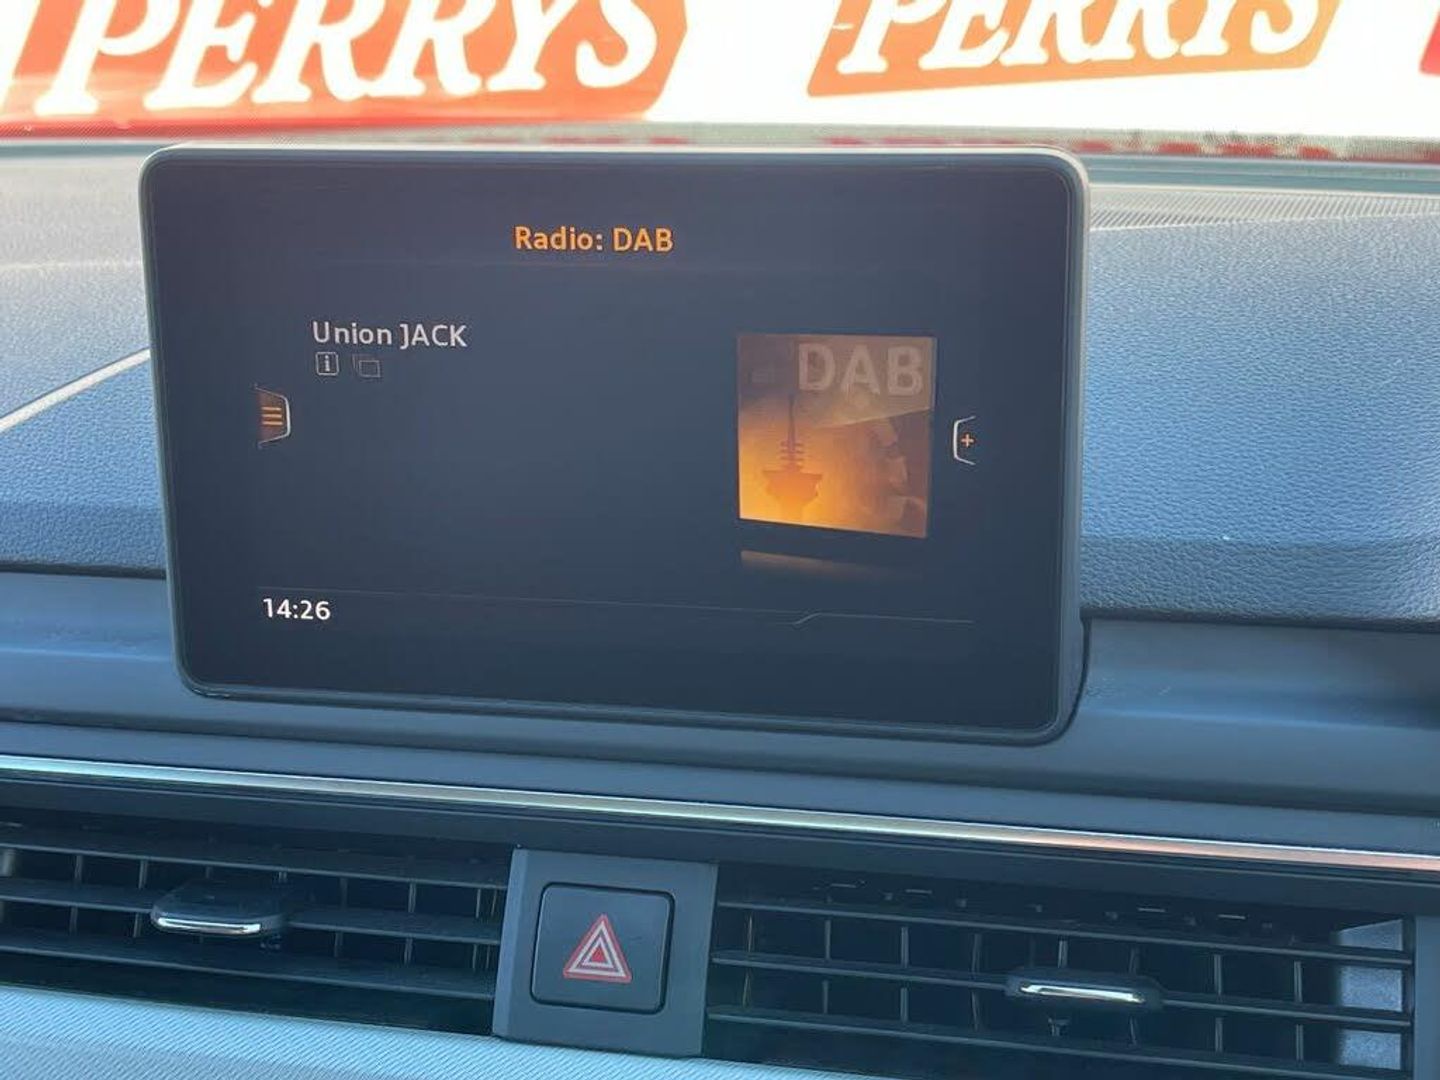 PERRYS
PERRYS
Radio: DAB
Union JACK
i
DAB
14:26